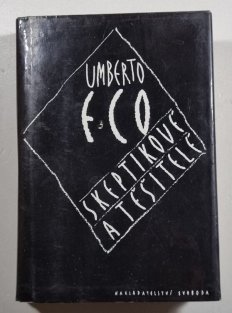 UMBERTO
ECO
SKEPTIKOVÉ
A TĚŠITELÉ
NAKLADATELSTVÍ SVOBODA